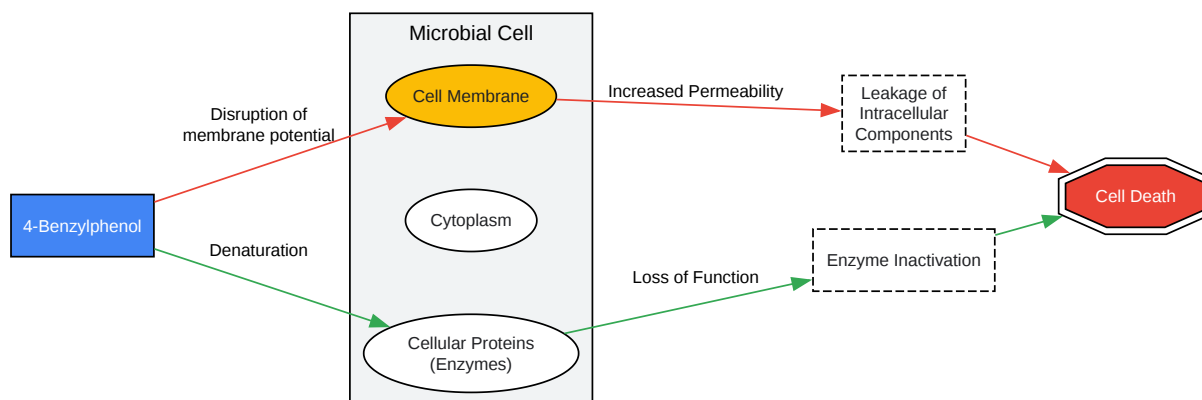 Microbial Cell
Cell Membrane
Increased Permeability
Leakage of
Intracellular
Components
Disruption of
membrane potential
Cell Death
4-Benzylphenol
Cytoplasm
Denaturation
Enzyme Inactivation
Loss of Function
Cellular Proteins
(Enzymes)